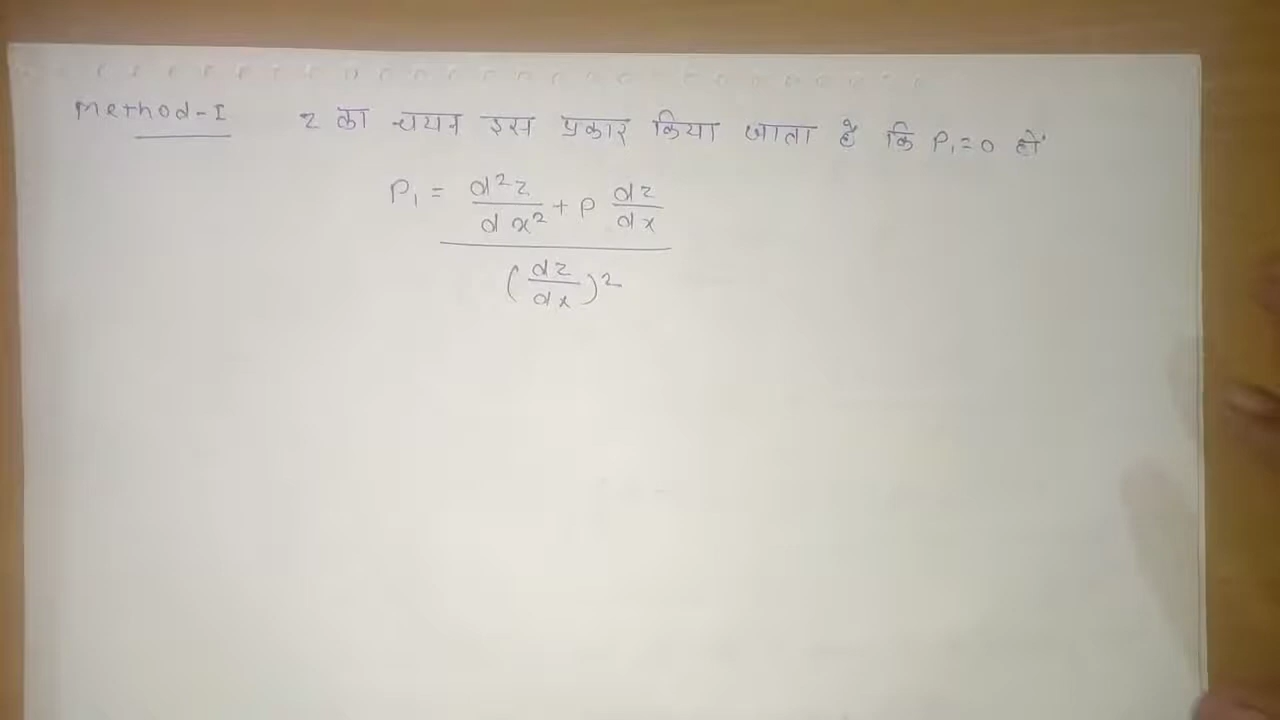 Method-I z का चयन इस प्रकार किया जाता है कि P₁=0 हों
P₁ = (d²z/dx² + P dz/dx) / (dz/dx)²